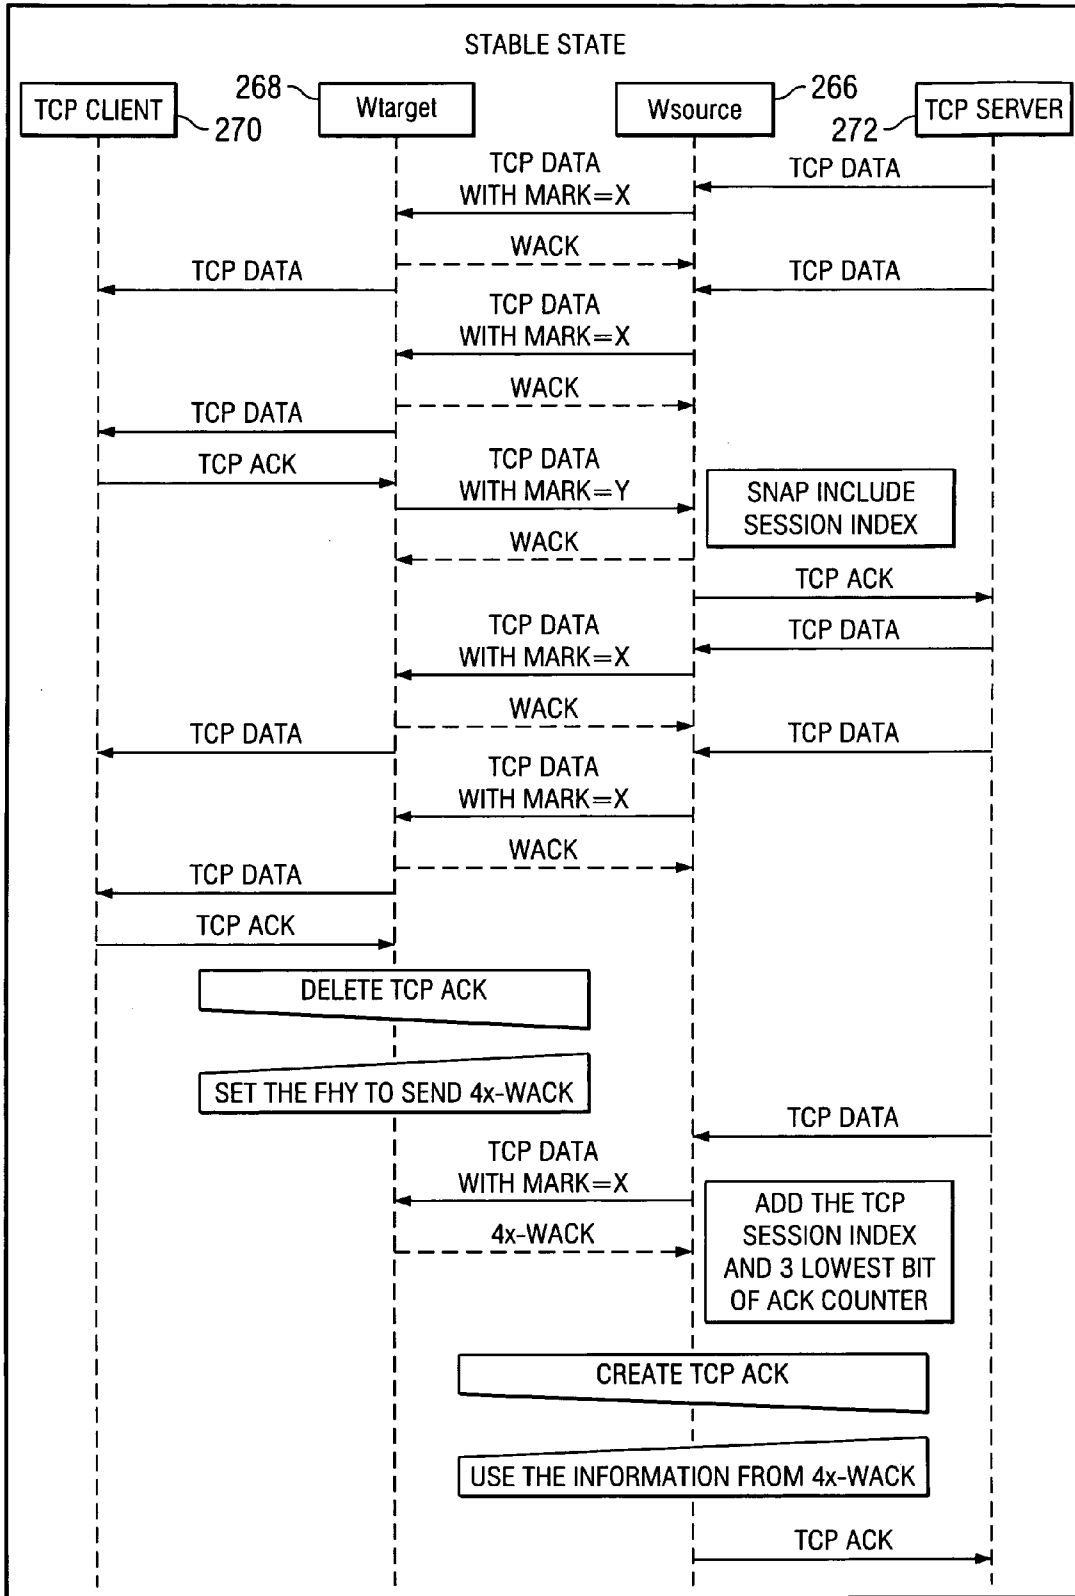 STABLE STATE
TCP CLIENT
270
268
Wtarget
Wsource
266
272
TCP SERVER
TCP DATA
TCP DATA
WITH MARK=X
WACK
TCP DATA
TCP DATA
TCP DATA
WITH MARK=X
WACK
TCP DATA
TCP ACK
TCP DATA
WITH MARK=Y
SNAP INCLUDE
SESSION INDEX
WACK
TCP ACK
TCP DATA
TCP DATA
WITH MARK=X
WACK
TCP DATA
TCP DATA
TCP DATA
WITH MARK=X
WACK
TCP DATA
TCP ACK
DELETE TCP ACK
SET THE FHY TO SEND 4x-WACK
TCP DATA
TCP DATA
WITH MARK=X
4x-WACK
ADD THE TCP
SESSION INDEX
AND 3 LOWEST BIT
OF ACK COUNTER
CREATE TCP ACK
USE THE INFORMATION FROM 4x-WACK
TCP ACK